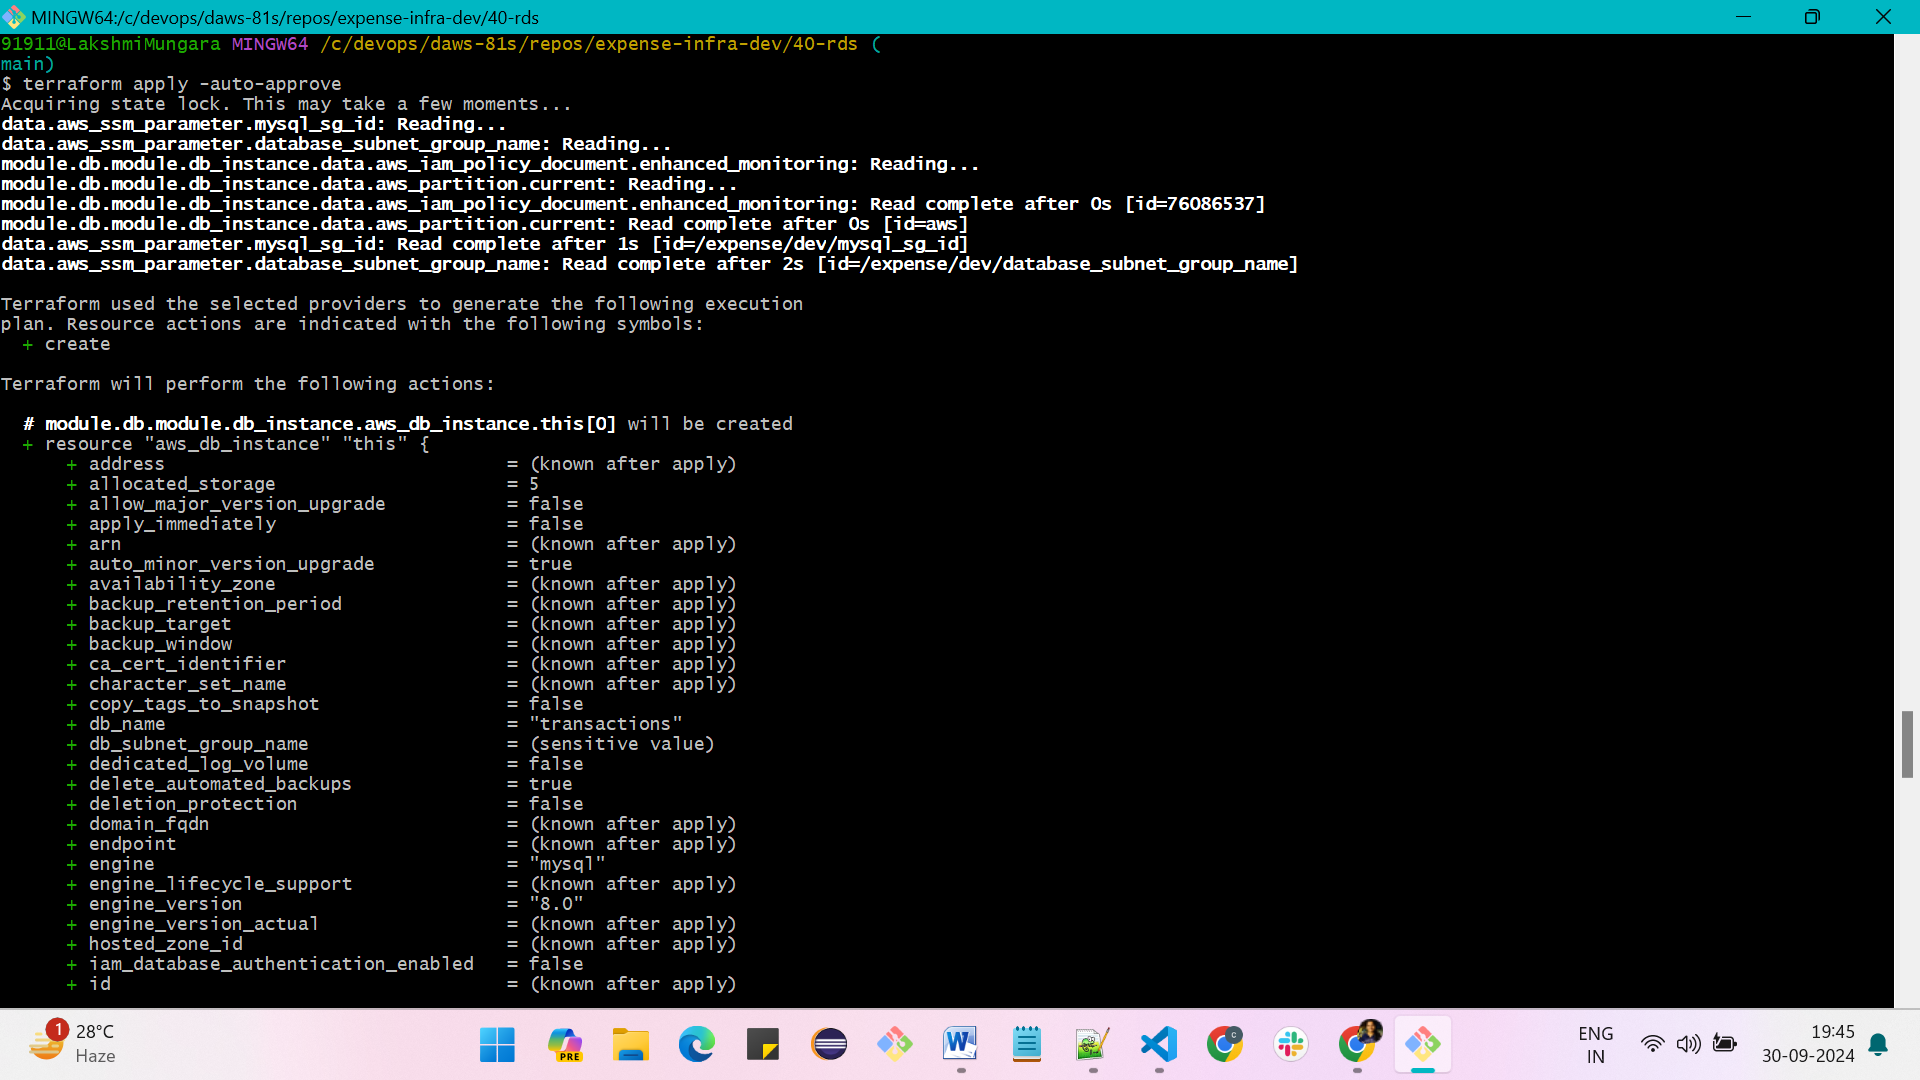 MINGW64:/c/devops/daws-81s/repos/expense-infra-dev/40-rds
91911@LakshmiMungara MINGW64 /c/devops/daws-81s/repos/expense-infra-dev/40-rds (
main)
$ terraform apply -auto-approve
Acquiring state lock. This may take a few moments...
data.aws_ssm_parameter.mysql_sg_id: Reading...
data.aws_ssm_parameter.database_subnet_group_name: Reading...
module.db.module.db_instance.data.aws_iam_policy_document.enhanced_monitoring: Reading...
module.db.module.db_instance.data.aws_partition.current: Reading...
module.db.module.db_instance.data.aws_iam_policy_document.enhanced_monitoring: Read complete after 0s [id=76086537]
module.db.module.db_instance.data.aws_partition.current: Read complete after 0s [id=aws]
data.aws_ssm_parameter.mysql_sg_id: Read complete after 1s [id=/expense/dev/mysql_sg_id]
data.aws_ssm_parameter.database_subnet_group_name: Read complete after 2s [id=/expense/dev/database_subnet_group_name]
Terraform used the selected providers to generate the following execution
plan. Resource actions are indicated with the following symbols:
+ create
Terraform will perform the following actions:
# module.db.module.db_instance.aws_db_instance.this[0] will be created
+ resource "aws_db_instance" "this" {
+ address = (known after apply)
+ allocated_storage = 5
+ allow_major_version_upgrade = false
+ apply_immediately = false
+ arn = (known after apply)
+ auto_minor_version_upgrade = true
+ availability_zone = (known after apply)
+ backup_retention_period = (known after apply)
+ backup_target = (known after apply)
+ backup_window = (known after apply)
+ ca_cert_identifier = (known after apply)
+ character_set_name = (known after apply)
+ copy_tags_to_snapshot = false
+ db_name = "transactions"
+ db_subnet_group_name = (sensitive value)
+ dedicated_log_volume = false
+ delete_automated_backups = true
+ deletion_protection = false
+ domain_fqdn = (known after apply)
+ endpoint = (known after apply)
+ engine = "mysql"
+ engine_lifecycle_support = (known after apply)
+ engine_version = "8.0"
+ engine_version_actual = (known after apply)
+ hosted_zone_id = (known after apply)
+ iam_database_authentication_enabled = false
+ id = (known after apply)
1
28°C
Haze
PRE
W
C
ENG
IN
19:45
30-09-2024